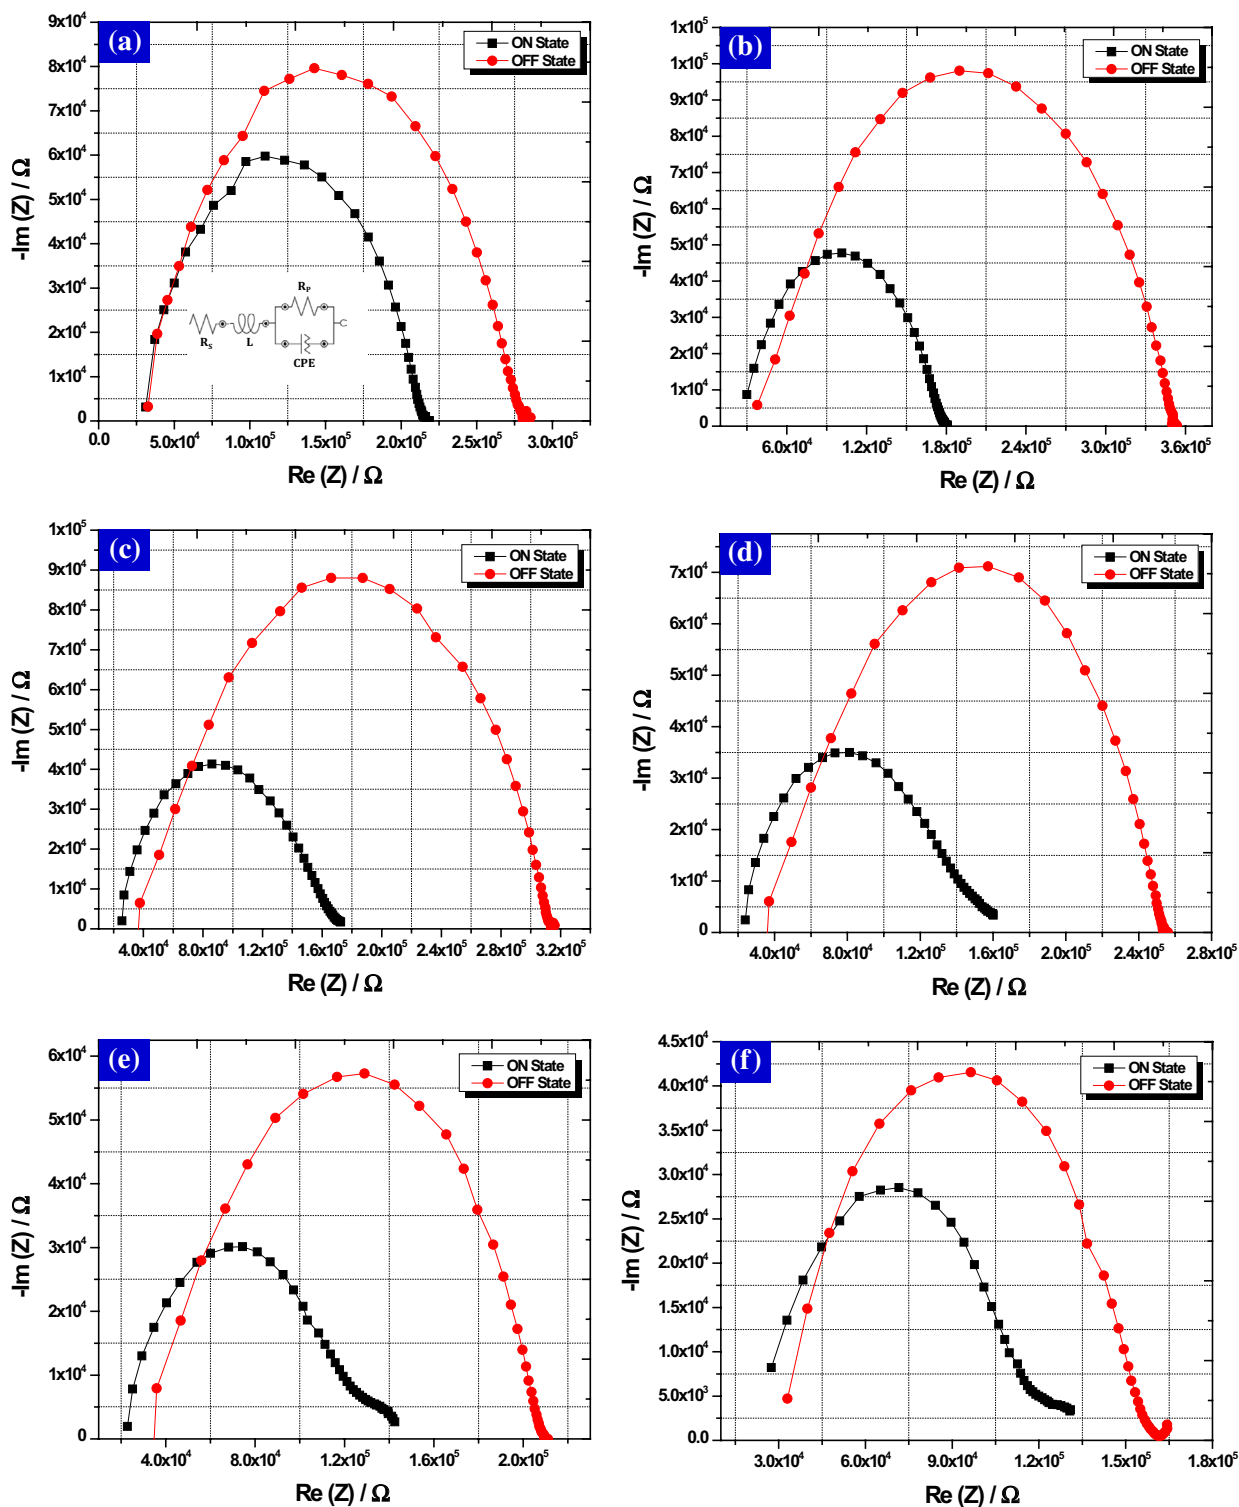 (a)
ON State
OFF State
9x10⁴
8x10⁴
7x10⁴
6x10⁴
5x10⁴
4x10⁴
3x10⁴
2x10⁴
1x10⁴
0
-Im (Z) / Ω
R_P
R_S
L
CPE
0.0 5.0x10⁴ 1.0x10⁵ 1.5x10⁵ 2.0x10⁵ 2.5x10⁵ 3.0x10⁵
Re (Z) / Ω
(b)
ON State
OFF State
1x10⁵
1x10⁵
9x10⁴
8x10⁴
7x10⁴
6x10⁴
5x10⁴
4x10⁴
3x10⁴
2x10⁴
1x10⁴
0
-Im (Z) / Ω
6.0x10⁴ 1.2x10⁵ 1.8x10⁵ 2.4x10⁵ 3.0x10⁵ 3.6x10⁵
Re (Z) / Ω
(c)
ON State
OFF State
1x10⁵
9x10⁴
8x10⁴
7x10⁴
6x10⁴
5x10⁴
4x10⁴
3x10⁴
2x10⁴
1x10⁴
0
-Im (Z) / Ω
4.0x10⁴ 8.0x10⁴ 1.2x10⁵ 1.6x10⁵ 2.0x10⁵ 2.4x10⁵ 2.8x10⁵ 3.2x10⁵
Re (Z) / Ω
(d)
ON State
OFF State
7x10⁴
6x10⁴
5x10⁴
4x10⁴
3x10⁴
2x10⁴
1x10⁴
0
-Im (Z) / Ω
4.0x10⁴ 8.0x10⁴ 1.2x10⁵ 1.6x10⁵ 2.0x10⁵ 2.4x10⁵ 2.8x10⁵
Re (Z) / Ω
(e)
ON State
OFF State
6x10⁴
5x10⁴
4x10⁴
3x10⁴
2x10⁴
1x10⁴
0
-Im (Z) / Ω
4.0x10⁴ 8.0x10⁴ 1.2x10⁵ 1.6x10⁵ 2.0x10⁵
Re (Z) / Ω
(f)
ON State
OFF State
4.5x10⁴
4.0x10⁴
3.5x10⁴
3.0x10⁴
2.5x10⁴
2.0x10⁴
1.5x10⁴
1.0x10⁴
5.0x10³
0.0
-Im (Z) / Ω
3.0x10⁴ 6.0x10⁴ 9.0x10⁴ 1.2x10⁵ 1.5x10⁵ 1.8x10⁵
Re (Z) / Ω